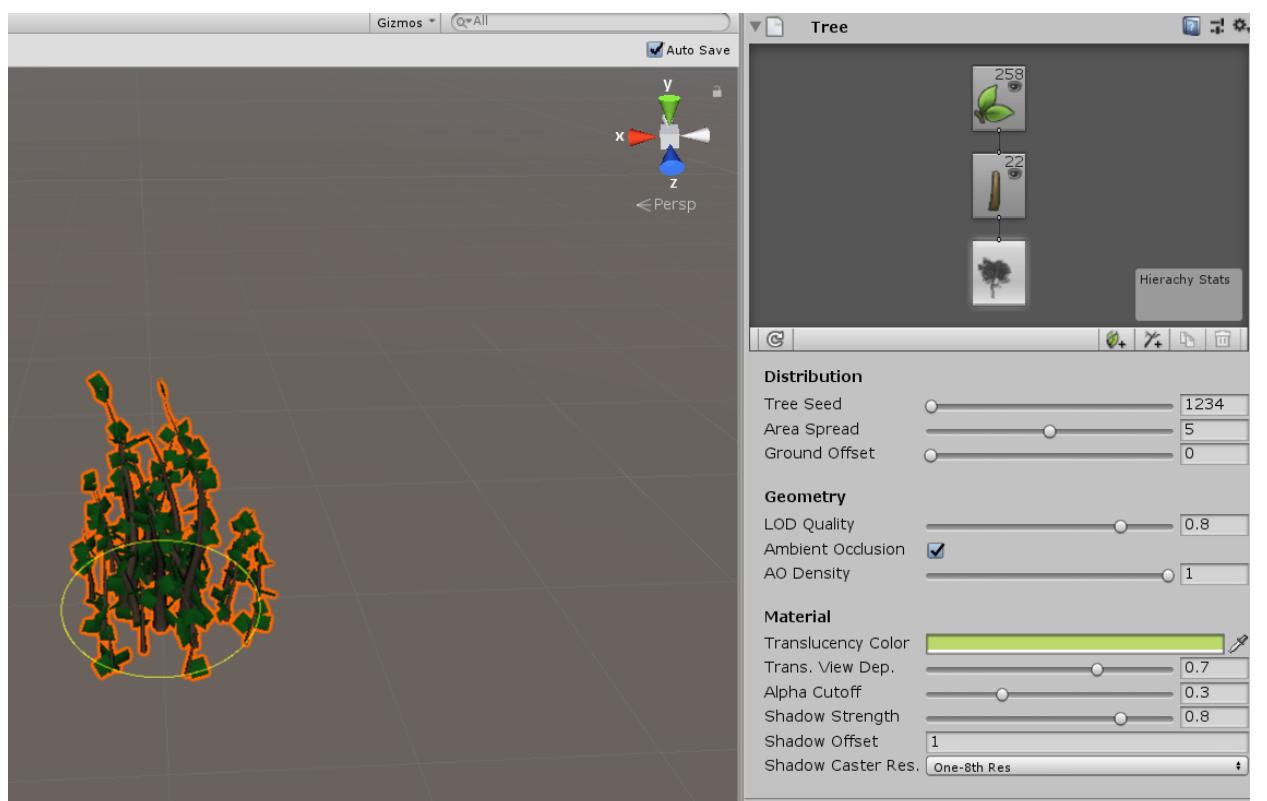 Gizmos
All
Tree
Auto Save
y
x
z
Persp
258
22
Hierachy Stats
Distribution
Tree Seed 1234
Area Spread 5
Ground Offset 0
Geometry
LOD Quality 0.8
Ambient Occlusion
AO Density 1
Material
Translucency Color
Trans. View Dep. 0.7
Alpha Cutoff 0.3
Shadow Strength 0.8
Shadow Offset 1
Shadow Caster Res. One-8th Res